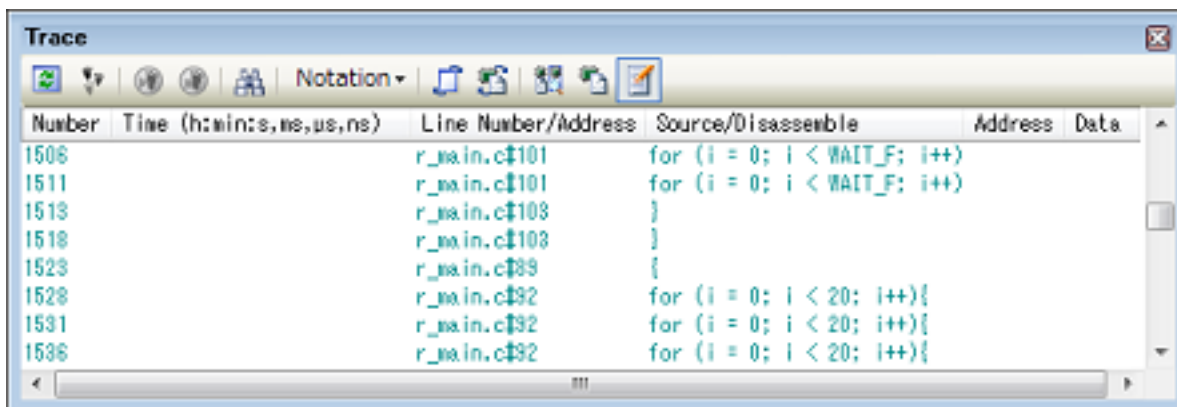 Trace
Notation
Number Time (h:min:s,ms,µs,ns) Line Number/Address Source/Disassemble Address Data
1506 r_main.c#101 for (i = 0; i < WAIT_F; i++)
1511 r_main.c#101 for (i = 0; i < WAIT_F; i++)
1513 r_main.c#103 }
1518 r_main.c#103 }
1523 r_main.c#89 {
1528 r_main.c#92 for (i = 0; i < 20; i++){
1531 r_main.c#92 for (i = 0; i < 20; i++){
1536 r_main.c#92 for (i = 0; i < 20; i++){